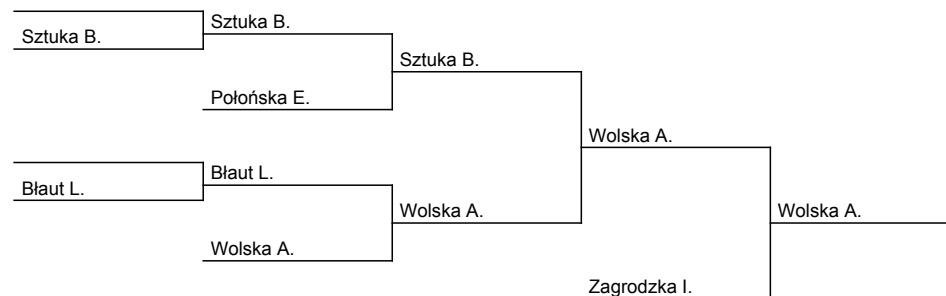 Sztuka B.
Sztuka B.
Sztuka B.
Połońska E.
Wolska A.
Błaut L.
Błaut L.
Wolska A.
Wolska A.
Wolska A.
Zagrodzka I.